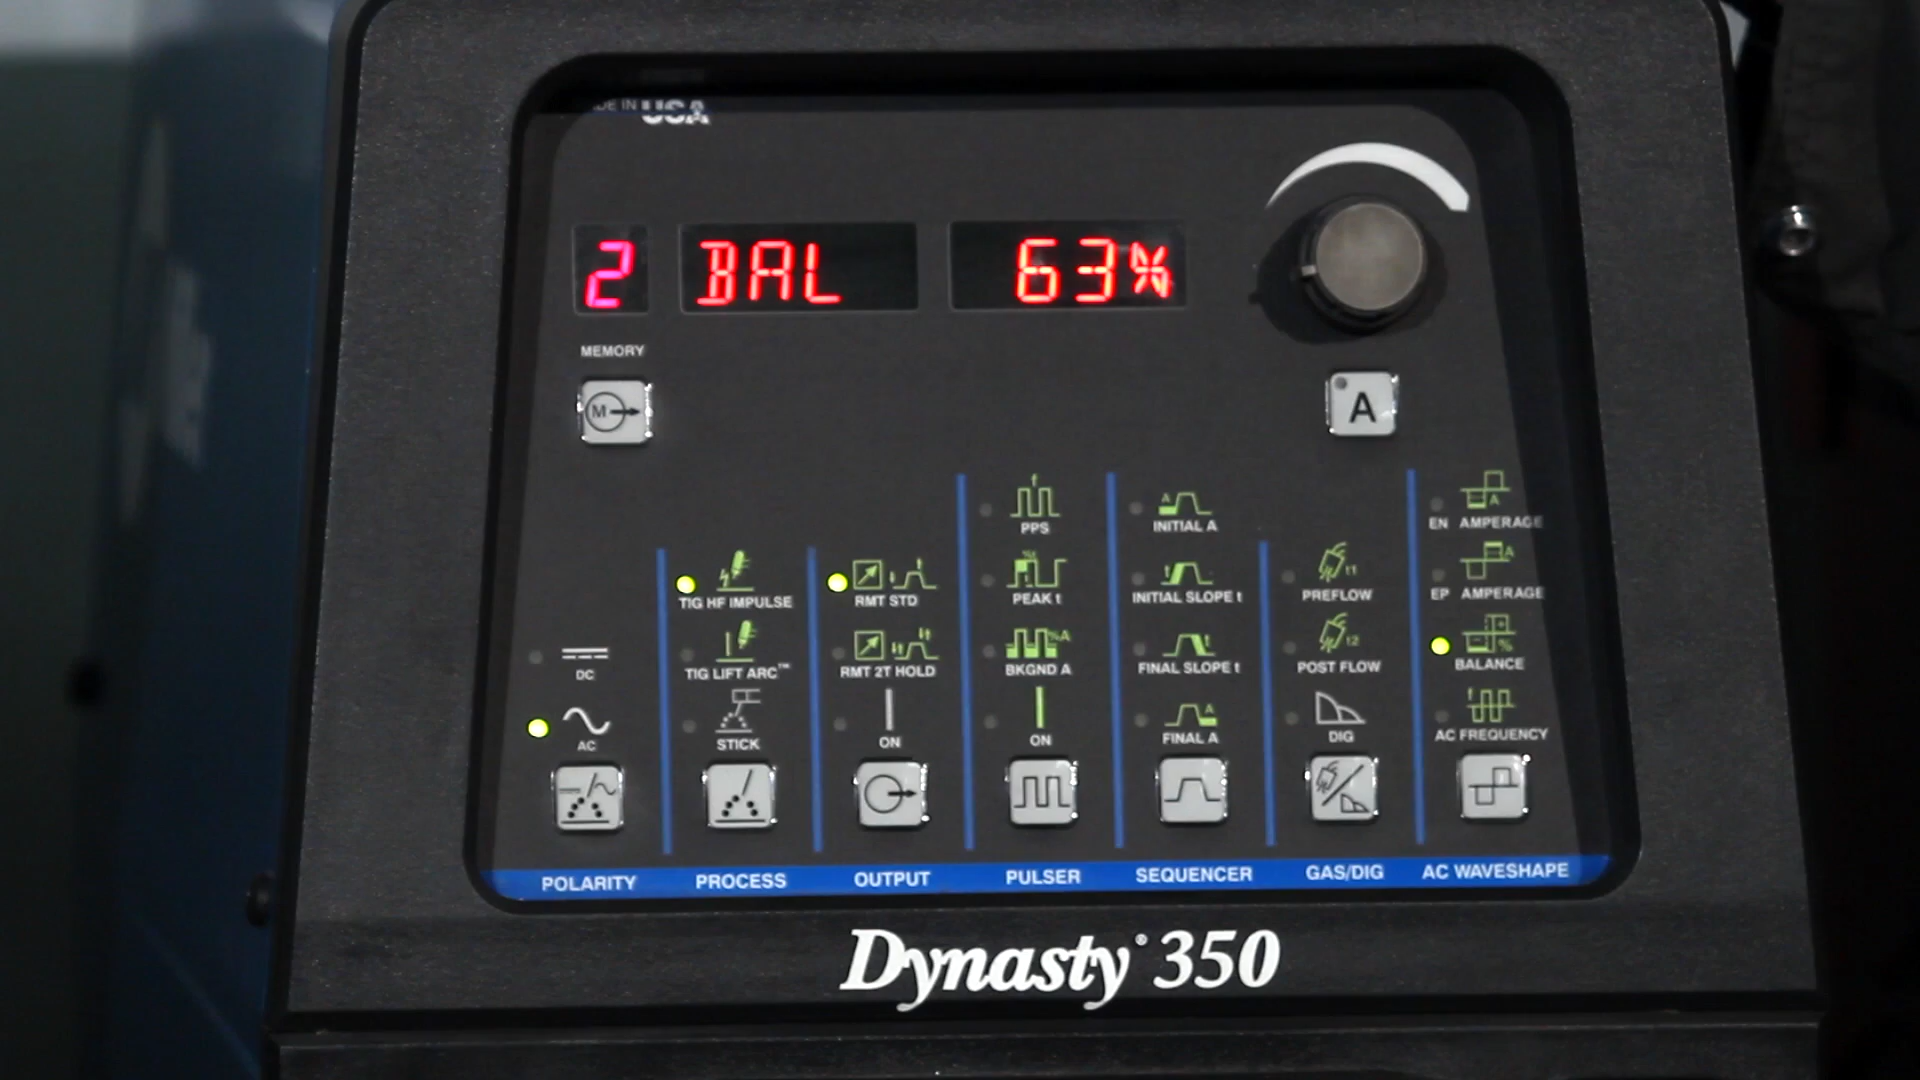 DE IN USA
2 BAL 63%
MEMORY
M
A
PPS
INITIAL A
A
EN AMPERAGE
A
TIG HF IMPULSE
RMT STD
PEAK t
INITIAL SLOPE t
PREFLOW
EP AMPERAGE
DC
TIG LIFT ARC™
RMT 2T HOLD
BKGND A
FINAL SLOPE t
POST FLOW
BALANCE
AC
STICK
ON
ON
FINAL A
DIG
AC FREQUENCY
POLARITY PROCESS OUTPUT PULSER SEQUENCER GAS/DIG AC WAVESHAPE
Dynasty® 350